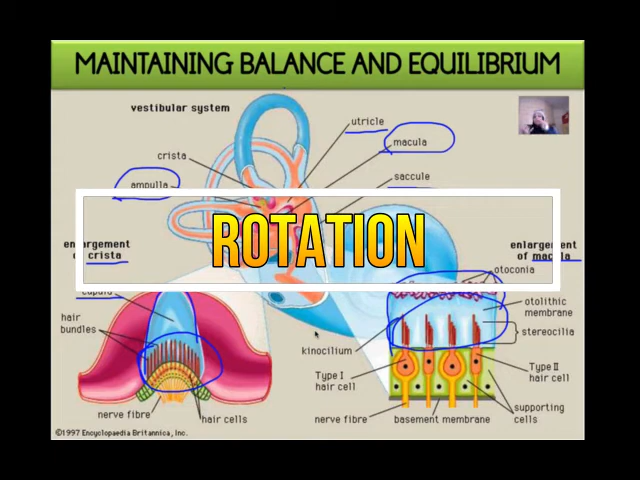 MAINTAINING BALANCE AND EQUILIBRIUM
vestibular system
utricle
macula
crista
saccule
ampulla
ROTATION
enlargement
of crista
enlargement
of macula
otoconia
cupula
otolithic
membrane
hair
bundles
stereocilia
kinocilium
Type I
hair cell
Type II
hair cell
nerve fibre
hair cells
nerve fibre
basement membrane
supporting
cells
©1997 Encyclopaedia Britannica, Inc.